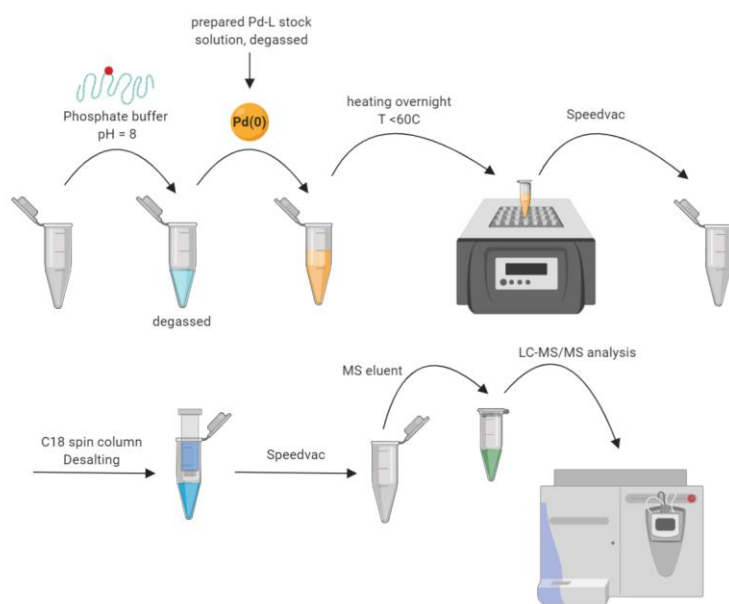 prepared Pd-L stock
solution, degassed
Phosphate buffer
pH = 8
Pd(0)
heating overnight
T <60C
Speedvac
degassed
C18 spin column
Desalting
Speedvac
MS eluent
LC-MS/MS analysis